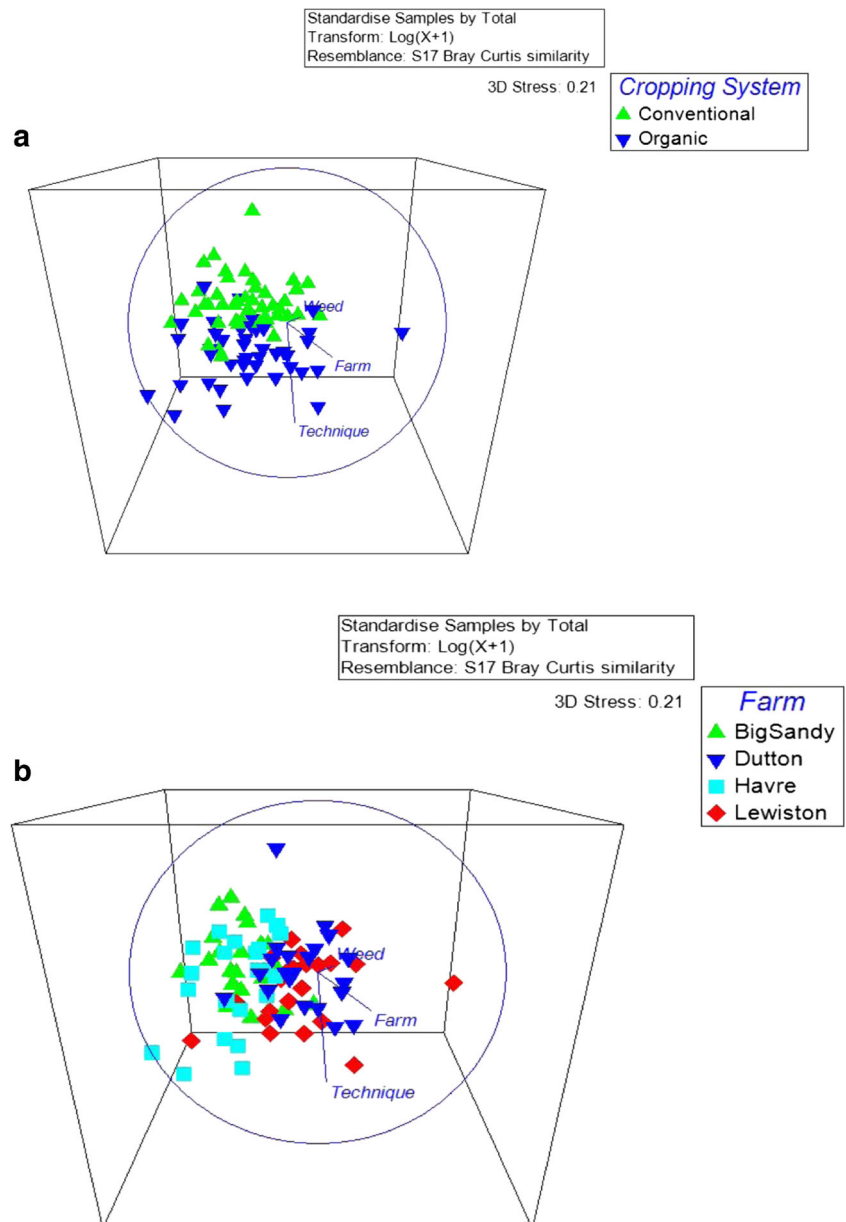 Standardise Samples by Total
Transform: Log(X+1)
Resemblance: S17 Bray Curtis similarity
3D Stress: 0.21
Cropping System
Conventional
Organic
a
Weed
Farm
Technique
Standardise Samples by Total
Transform: Log(X+1)
Resemblance: S17 Bray Curtis similarity
3D Stress: 0.21
Farm
BigSandy
Dutton
Havre
Lewiston
b
Weed
Farm
Technique